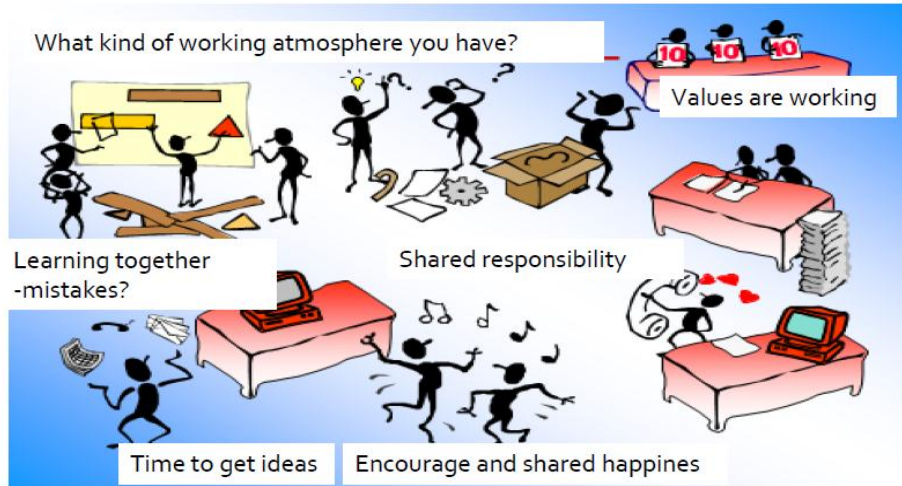 What kind of working atmosphere you have?
10 10 10
Values are working
Learning together
-mistakes?
Shared responsibility
Time to get ideas
Encourage and shared happines